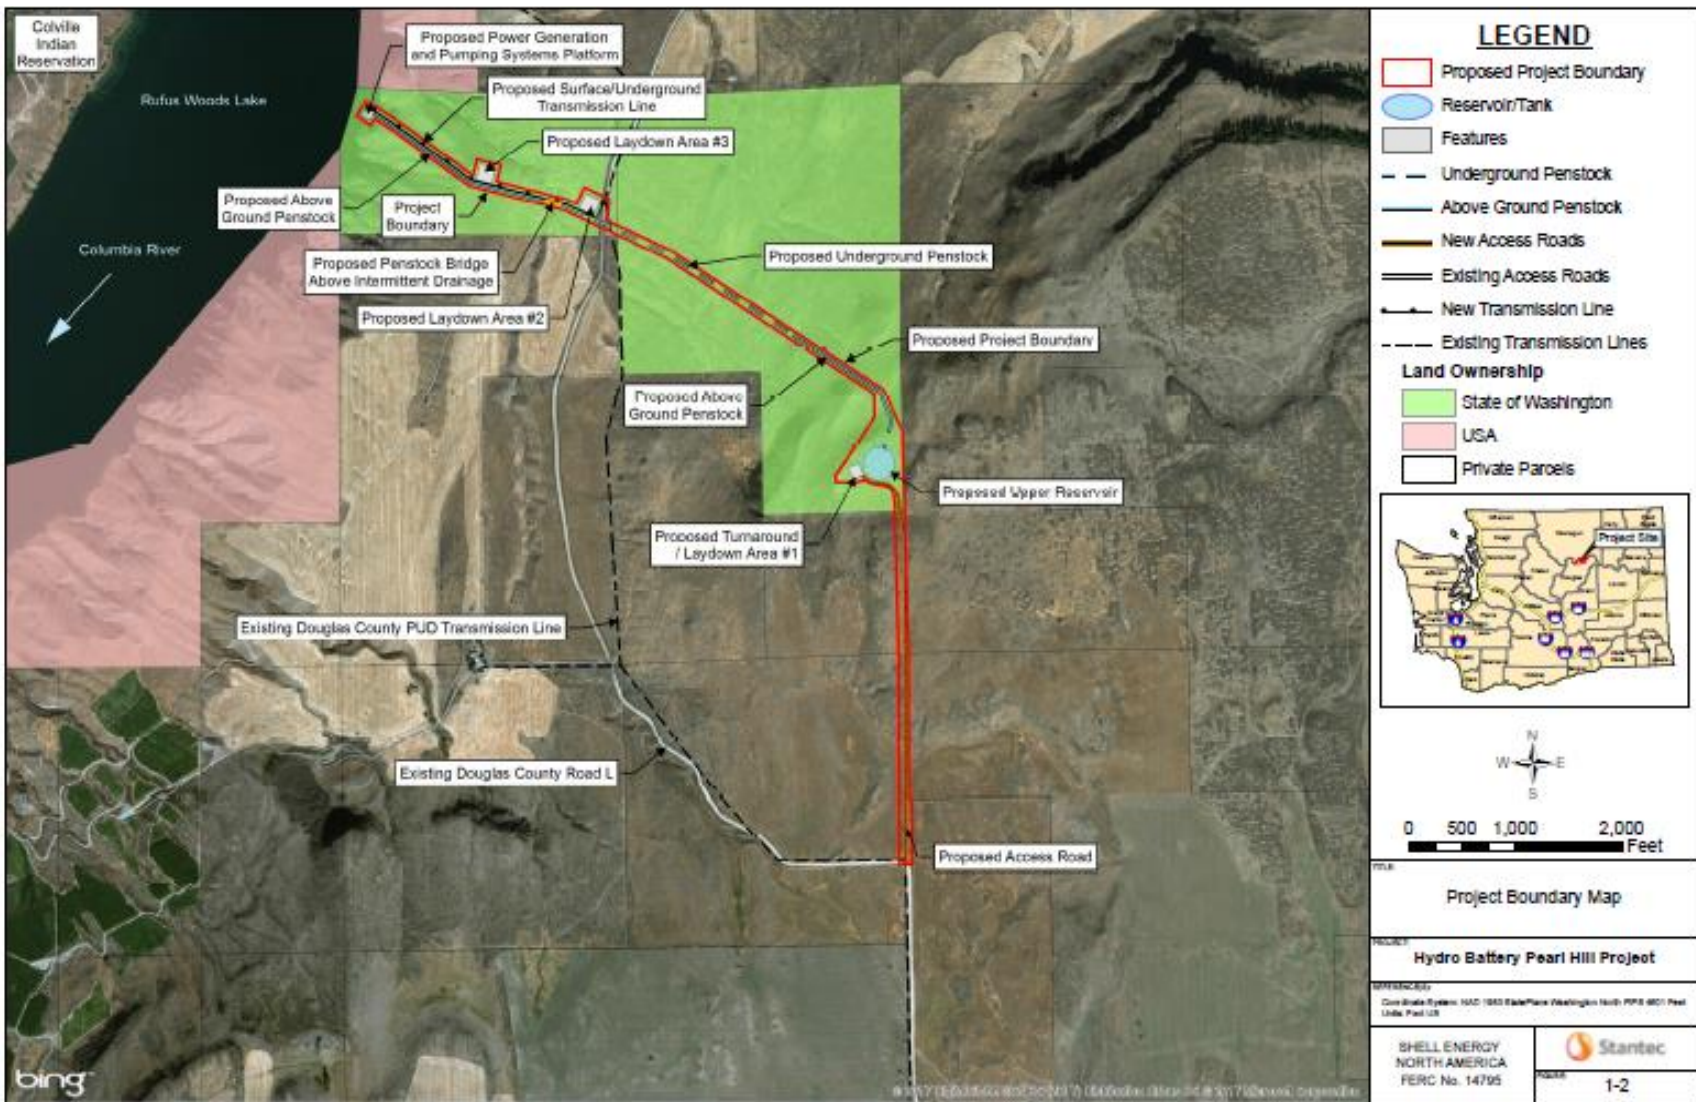 Colville
Indian
Reservation
Proposed Power Generation
and Pumping Systems Platform
Rufus Woods Lake
Proposed Surface/Underground
Transmission Line
Proposed Laydown Area #3
Proposed Above
Ground Penstock
Project
Boundary
Columbia River
Proposed Penstock Bridge
Above Intermittent Drainage
Proposed Underground Penstock
Proposed Laydown Area #2
Proposed Project Boundary
Proposed Above
Ground Penstock
Proposed Upper Reservoir
Proposed Turnaround
/ Laydown Area #1
Existing Douglas County PUD Transmission Line
Existing Douglas County Road L
Proposed Access Road
bing
LEGEND
Proposed Project Boundary
Reservoir/Tank
Features
Underground Penstock
Above Ground Penstock
New Access Roads
Existing Access Roads
New Transmission Line
Existing Transmission Lines
Land Ownership
State of Washington
USA
Private Parcels
Project Site
N
W E
S
0 500 1,000 2,000
Feet
TITLE:
Project Boundary Map
PROJECT:
Hydro Battery Pearl Hill Project
SHELL ENERGY
NORTH AMERICA
FERC No. 14795
Stantec
FIGURE:
1-2